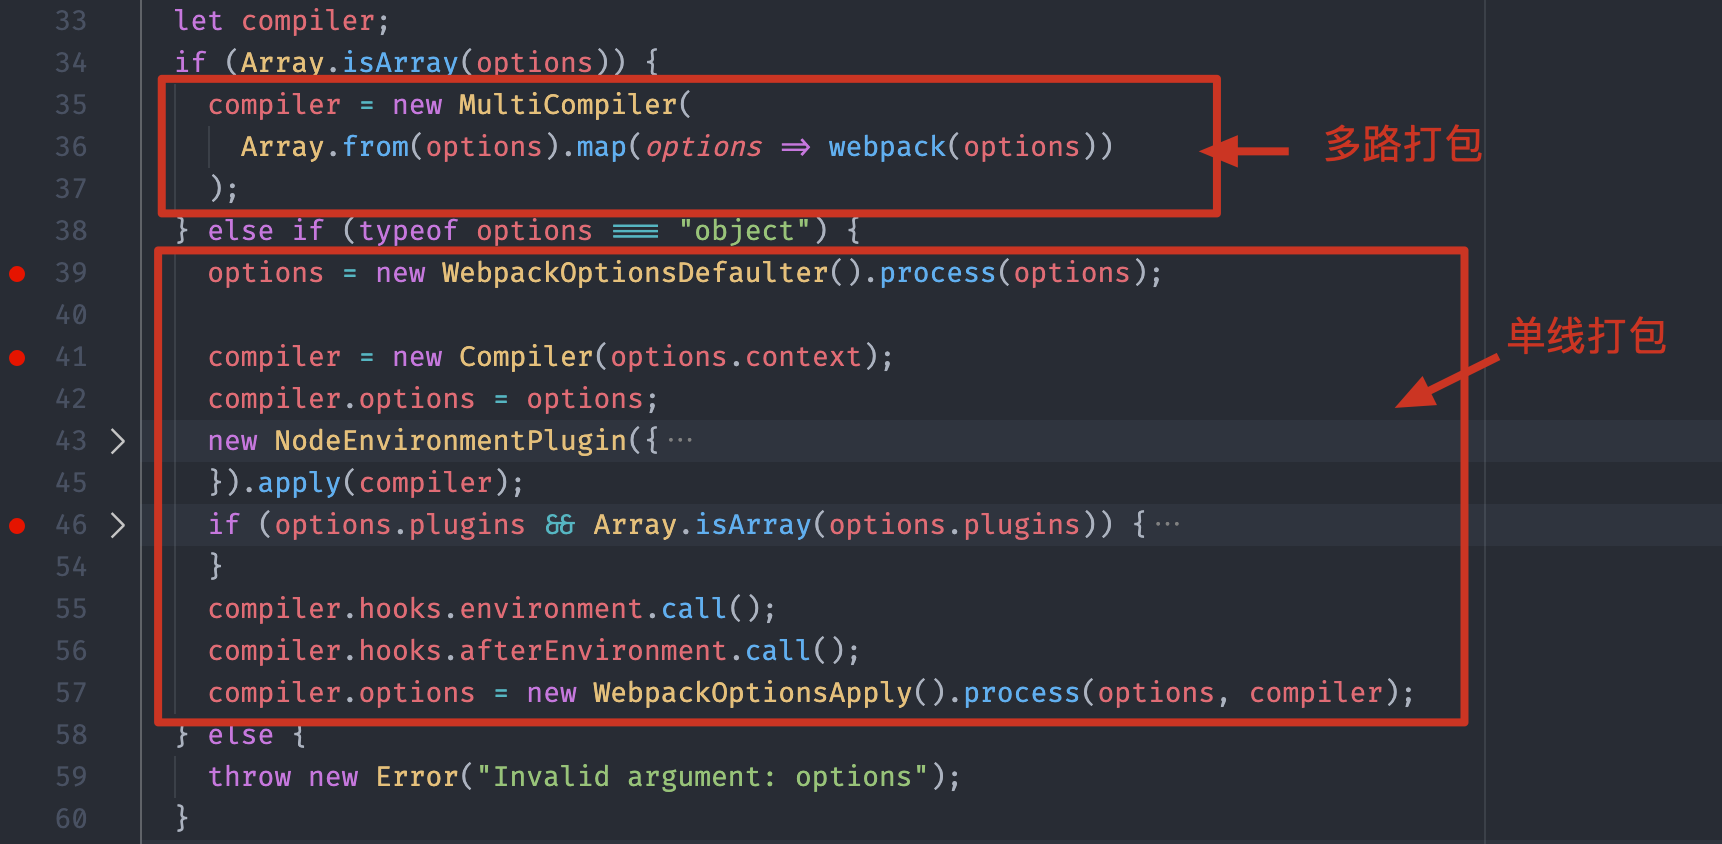 33 let compiler;
34 if (Array.isArray(options)) {
35 compiler = new MultiCompiler(
36 Array.from(options).map(options => webpack(options))
多路打包
37 );
38 } else if (typeof options === "object") {
39 options = new WebpackOptionsDefaulter().process(options);
40
单线打包
41 compiler = new Compiler(options.context);
42 compiler.options = options;
43 new NodeEnvironmentPlugin({···
45 }).apply(compiler);
46 if (options.plugins && Array.isArray(options.plugins)) {···
54 }
55 compiler.hooks.environment.call();
56 compiler.hooks.afterEnvironment.call();
57 compiler.options = new WebpackOptionsApply().process(options, compiler);
58 } else {
59 throw new Error("Invalid argument: options");
60 }